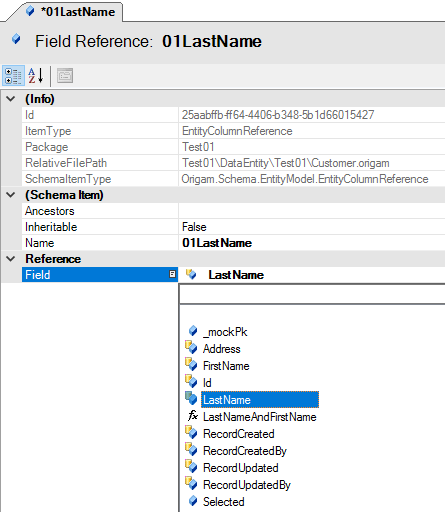 *01LastName
Field Reference: 01LastName
A
Z
(Info)
Id 25aabffb-ff64-4406-b348-5b1d66015427
ItemType EntityColumnReference
Package Test01
RelativeFilePath Test01\DataEntity\Test01\Customer.origam
SchemaItemType Origam.Schema.EntityModel.EntityColumnReference
(Schema Item)
Ancestors
Inheritable False
Name 01LastName
Reference
Field LastName
_mockPk
Address
FirstName
Id
LastName
fx LastNameAndFirstName
RecordCreated
RecordCreatedBy
RecordUpdated
RecordUpdatedBy
Selected